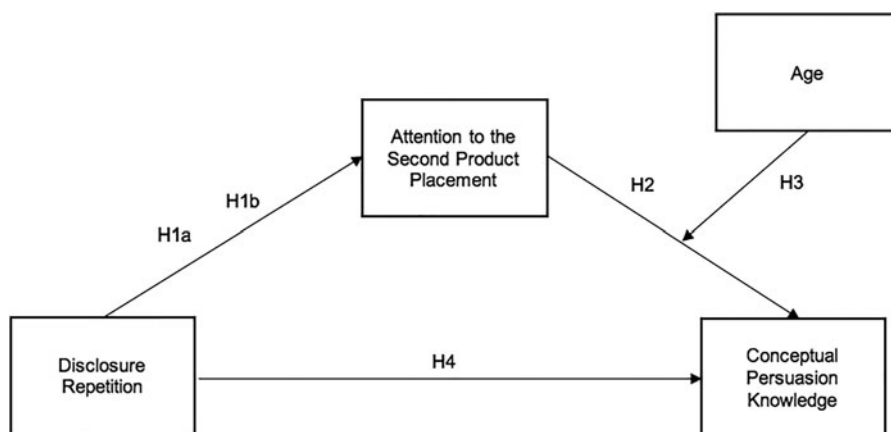 Age
Attention to the
Second Product
Placement
H2
H3
H1b
H1a
Disclosure
Repetition
H4
Conceptual
Persuasion
Knowledge